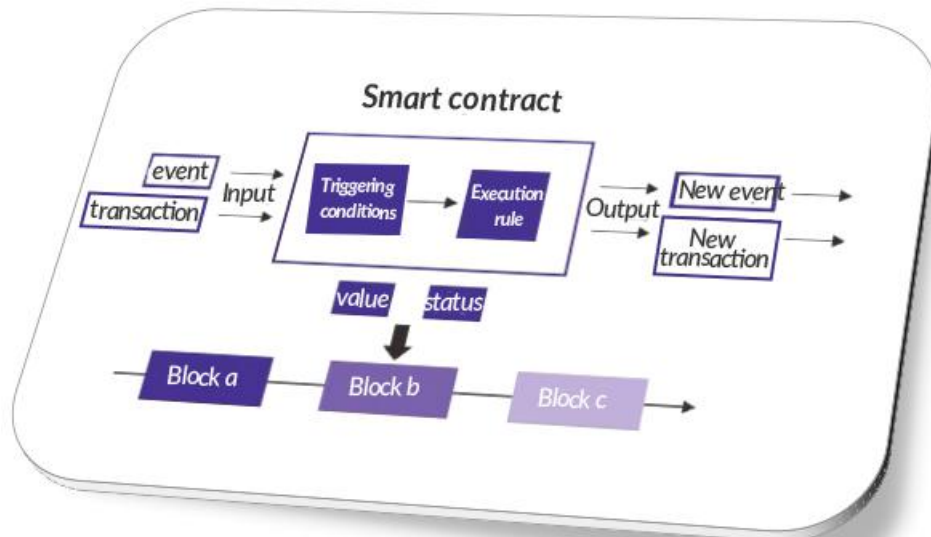 Smart contract
event
transaction
Input
Triggering
conditions
Execution
rule
Output
New event
New
transaction
value
status
Block a
Block b
Block c